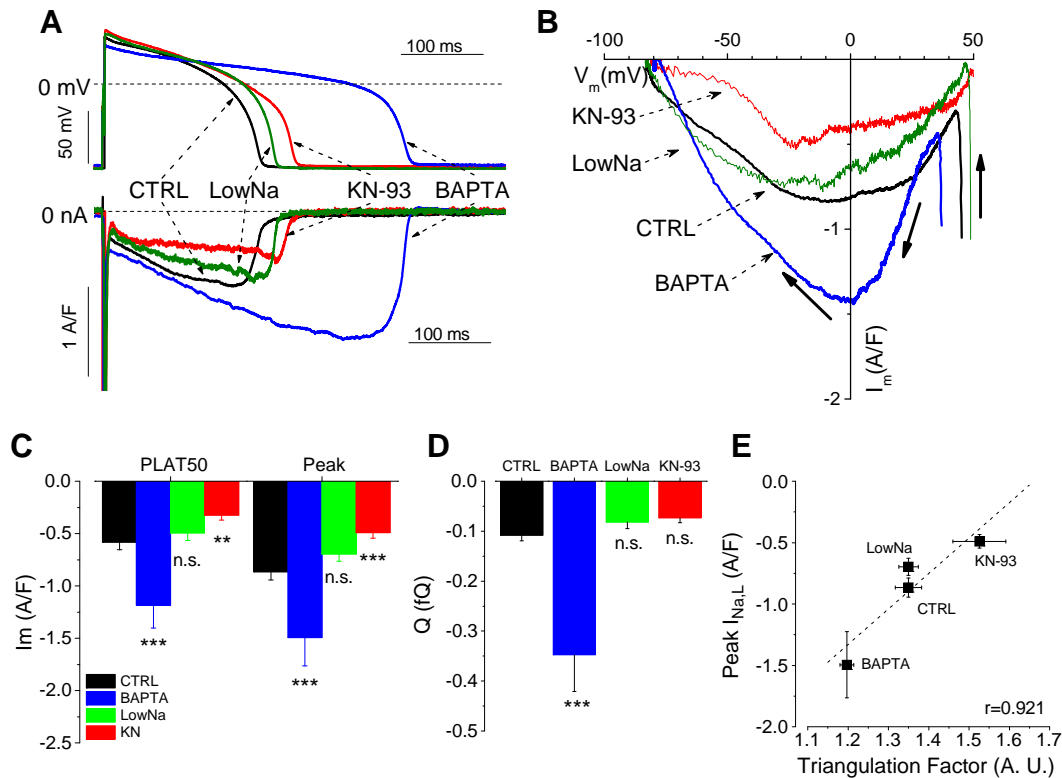 A
100 ms
0 mV
50 mV
CTRL LowNa KN-93 BAPTA
0 nA
1 A/F
100 ms
B
-100 -50 0 50
V_m(mV)
KN-93
LowNa
CTRL
BAPTA
-1
-2
I_m(A/F)
C
PLAT50 Peak
0.0
-0.5
-1.0
-1.5
-2.0
-2.5
Im (A/F)
*** n.s. ** *** n.s. ***
CTRL
BAPTA
LowNa
KN
D
CTRL BAPTA LowNa KN-93
0.0
-0.1
-0.2
-0.3
-0.4
-0.5
Q (fQ)
*** n.s. n.s.
E
0.0
-0.5
-1.0
-1.5
-2.0
Peak I_Na,L (A/F)
LowNa
KN-93
CTRL
BAPTA
r=0.921
1.1 1.2 1.3 1.4 1.5 1.6 1.7
Triangulation Factor (A. U.)